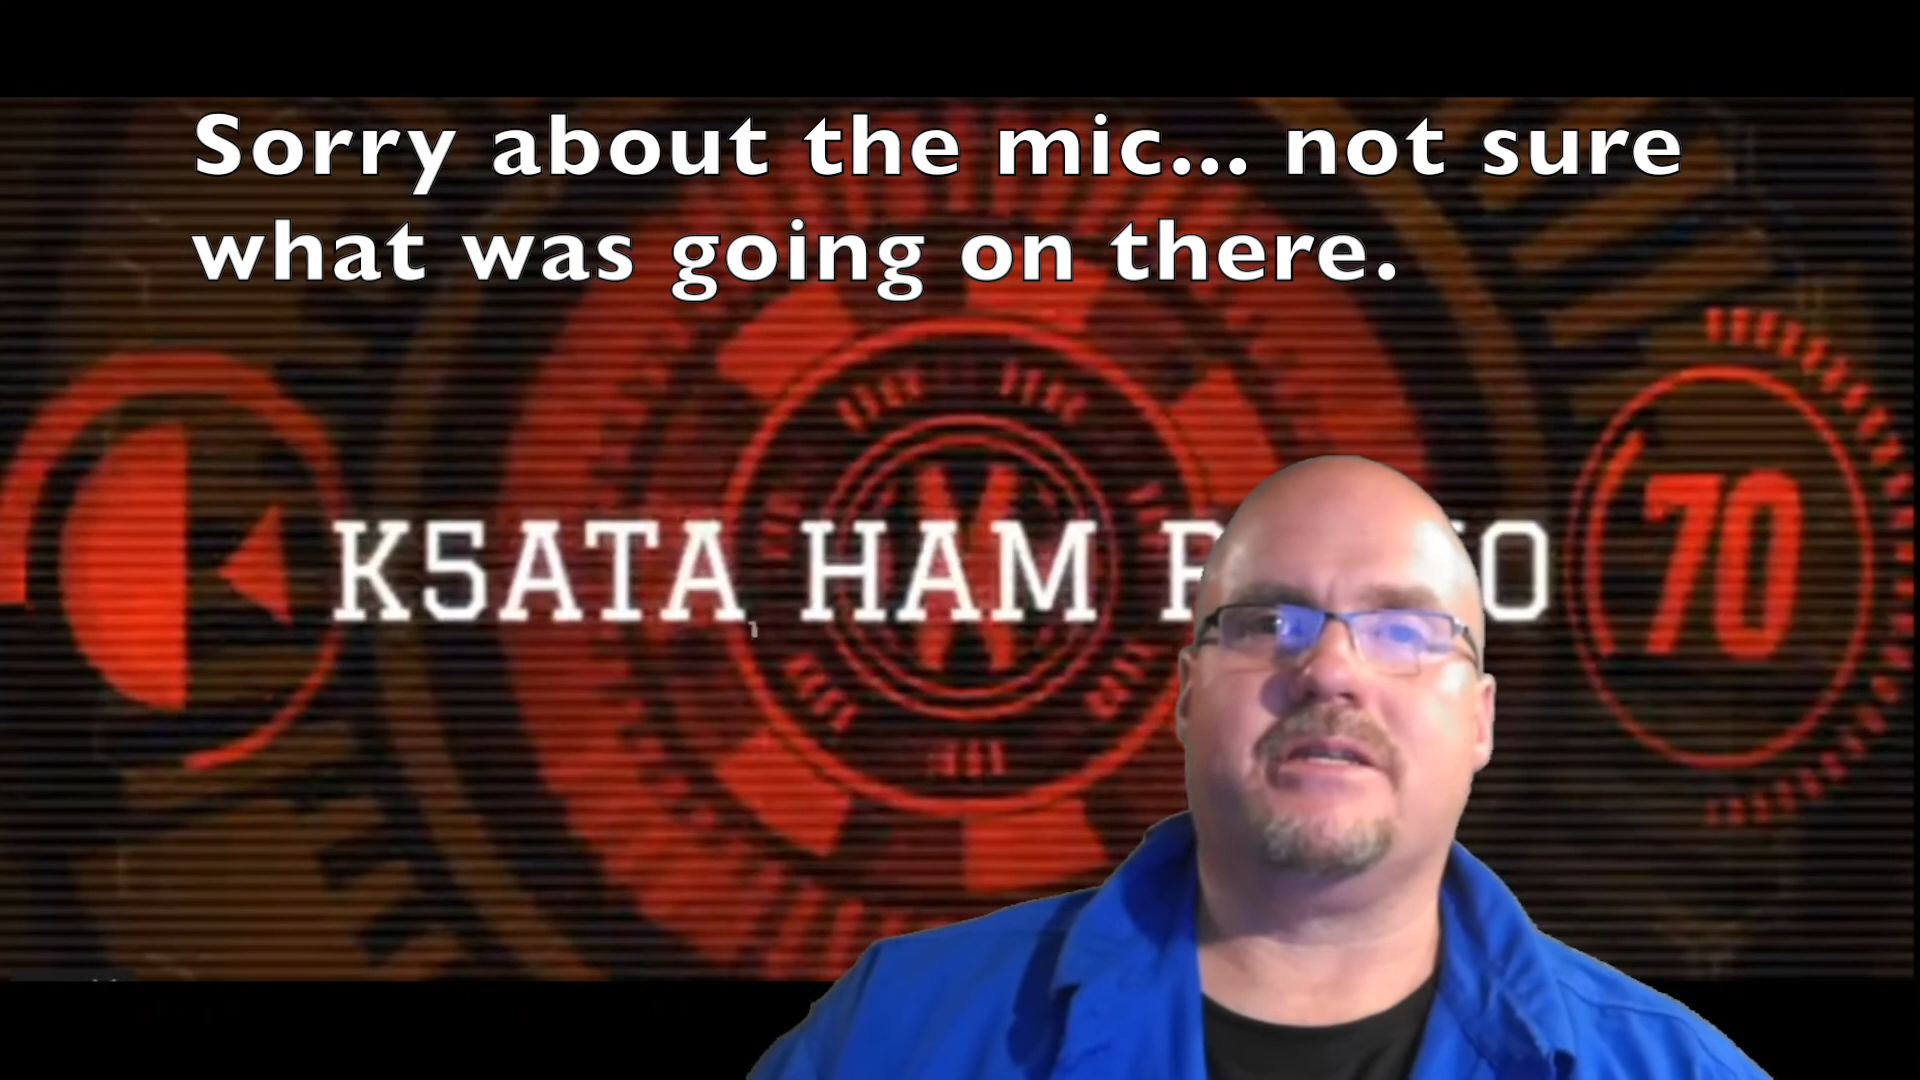 Sorry about the mic... not sure
what was going on there.
K5ATA HAM R O
70